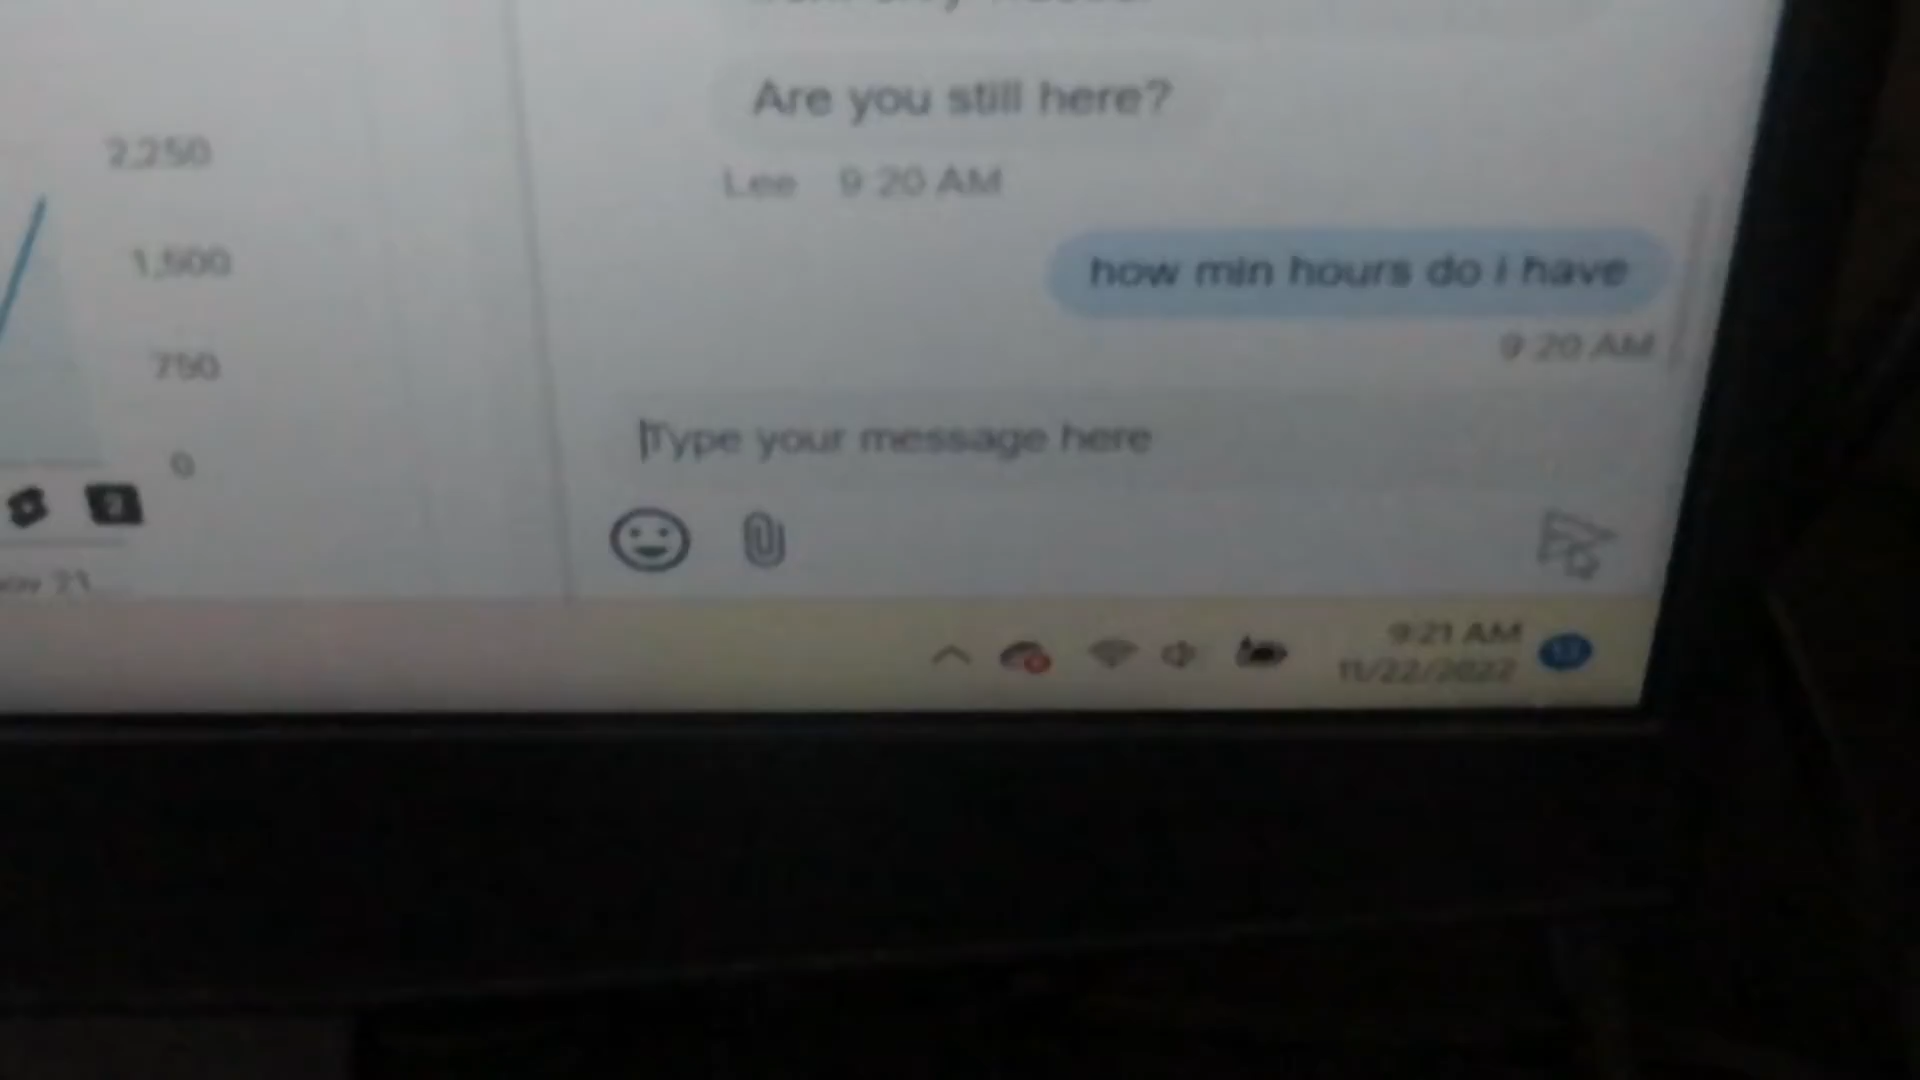 Are you still here?
Lee 9:20 AM
how min hours do i have
9:20 AM
Type your message here
2,250
1,500
750
0
9:21 AM
11/22/2022